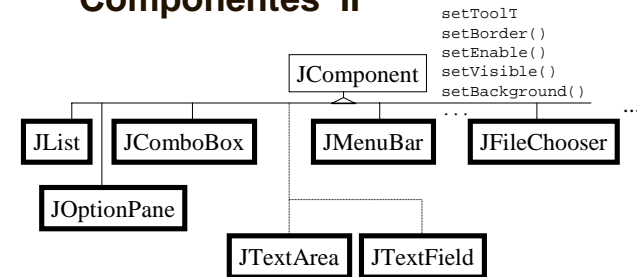 Componentes II
setToolT
setBorder()
setEnable()
setVisible()
setBackground()
...
JComponent
...
JList
JComboBox
JMenuBar
JFileChooser
JOptionPane
JTextArea
JTextField